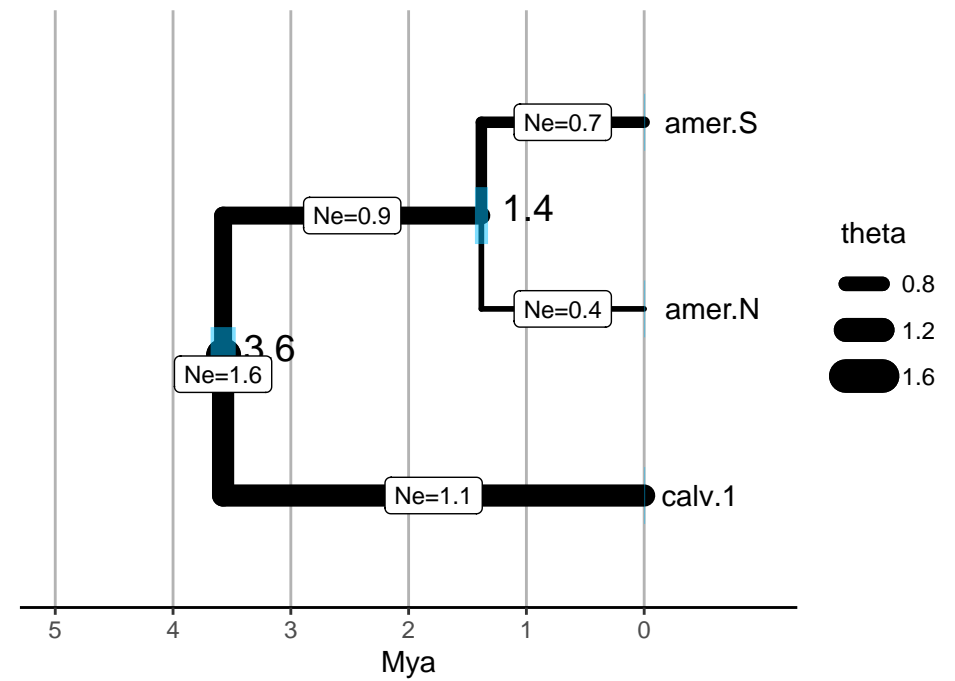 Ne=0.7
amer.S
Ne=0.9
1.4
theta
0.8
Ne=0.4
amer.N
1.2
3.6
Ne=1.6
1.6
Ne=1.1
calv.1
5 4 3 2 1 0
Mya